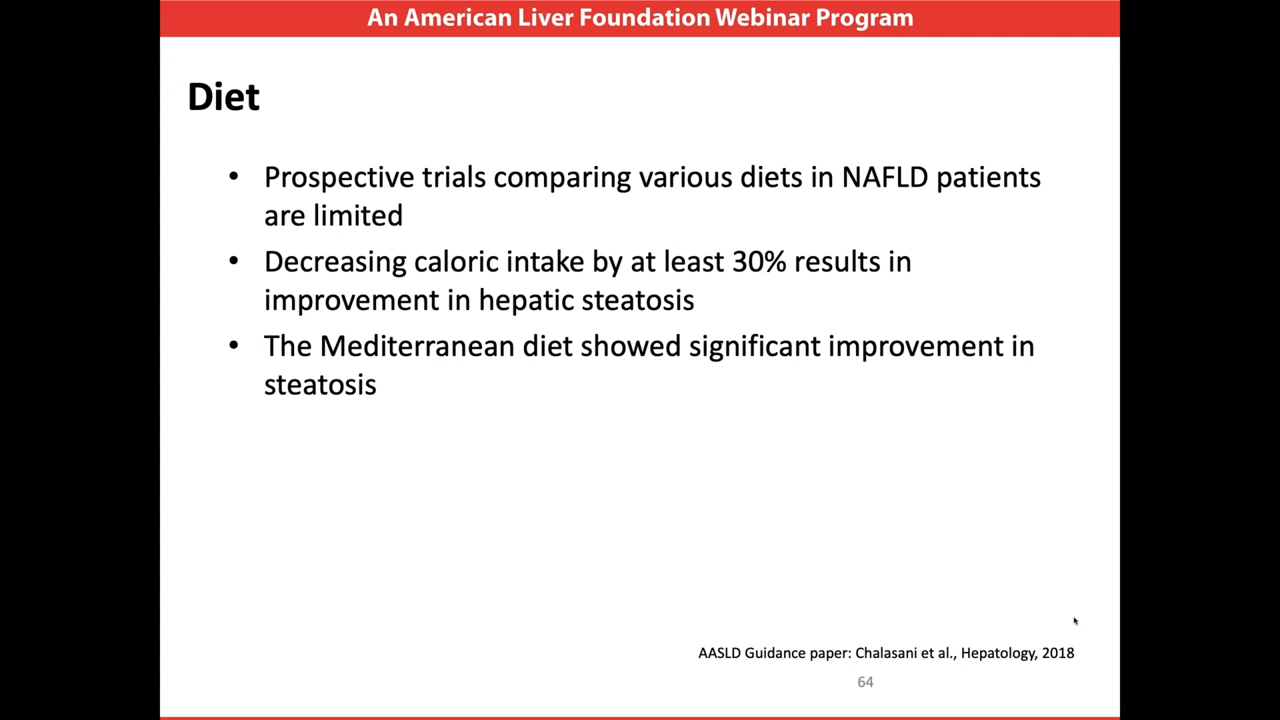 An American Liver Foundation Webinar Program
Diet
• Prospective trials comparing various diets in NAFLD patients
are limited
• Decreasing caloric intake by at least 30% results in
improvement in hepatic steatosis
• The Mediterranean diet showed significant improvement in
steatosis
AASLD Guidance paper: Chalasani et al., Hepatology, 2018
64